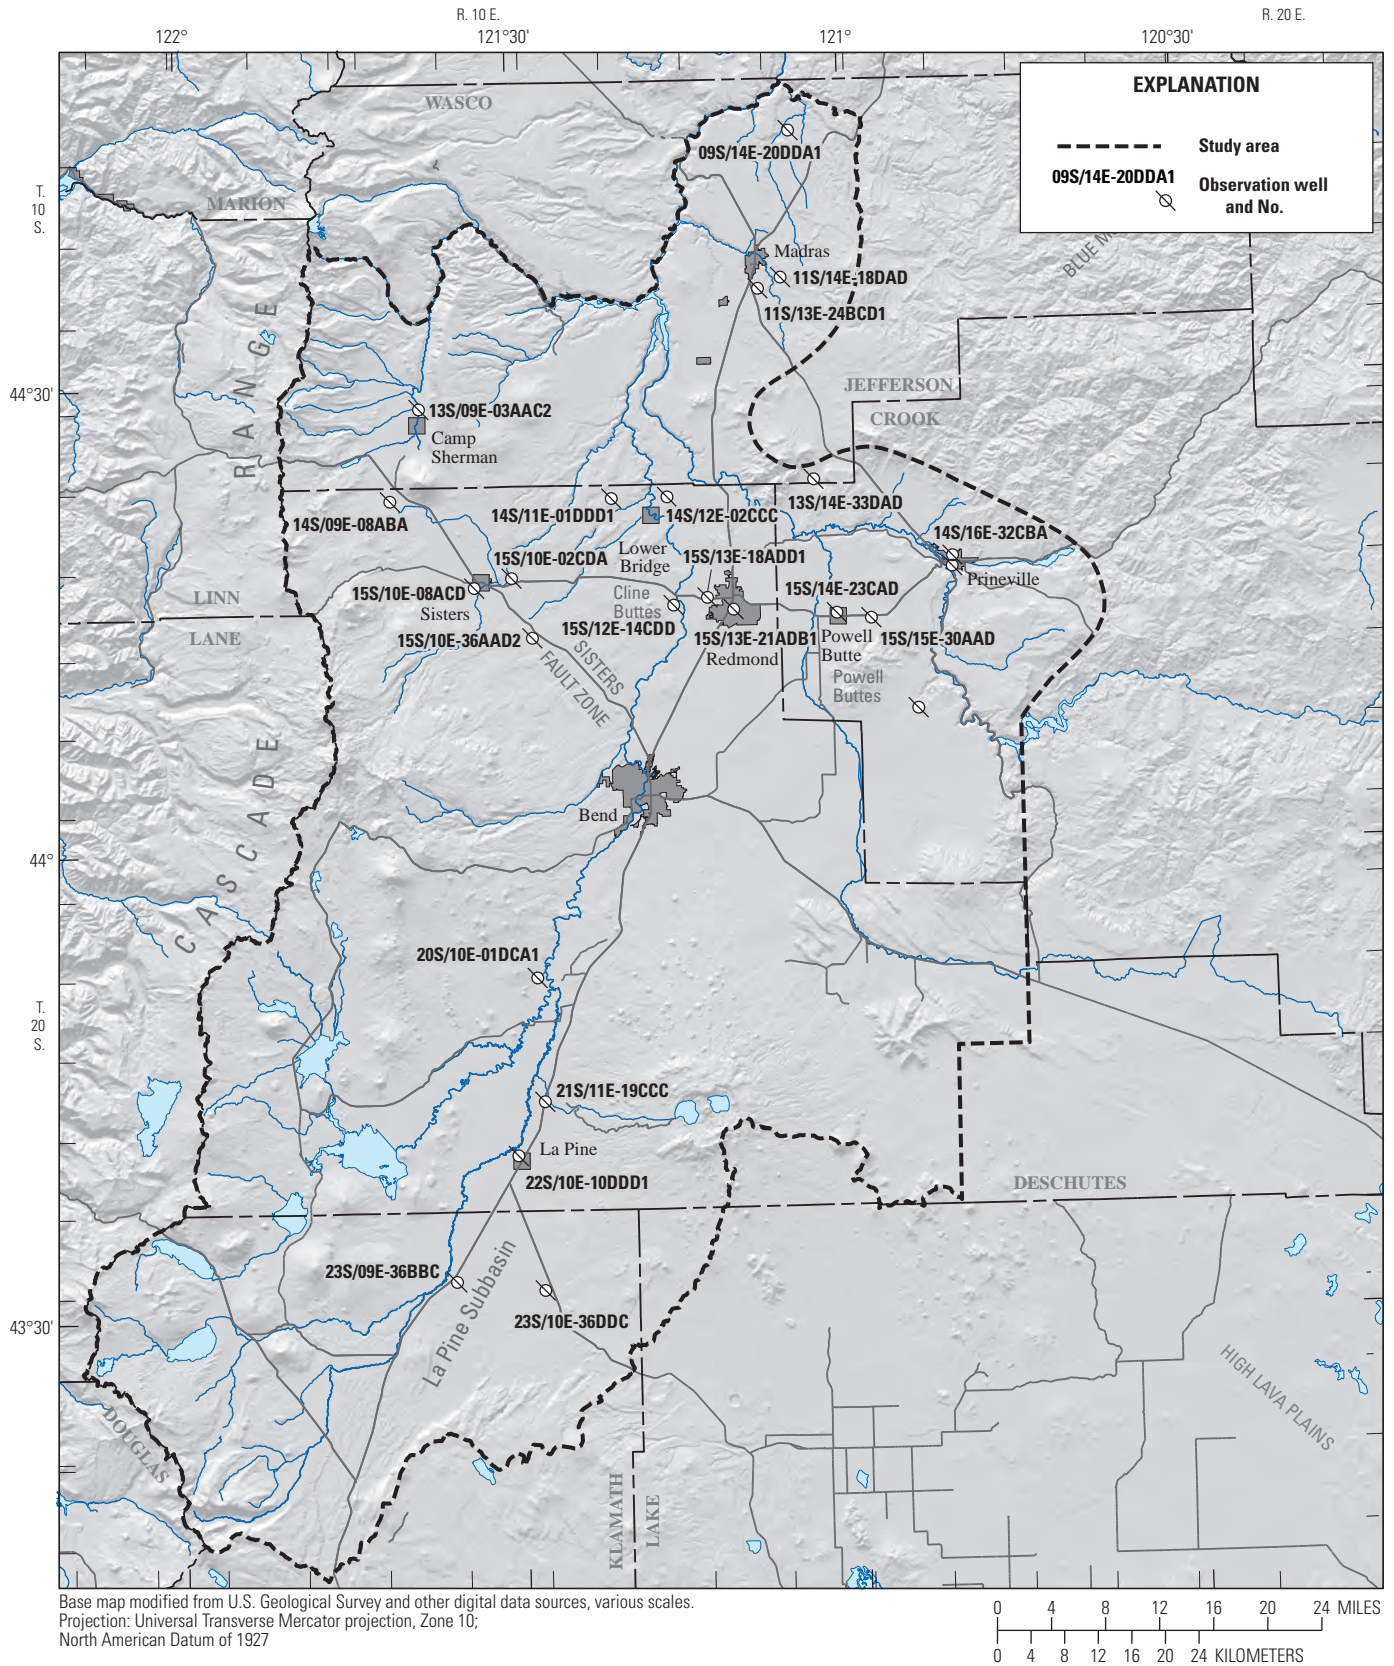 R. 10 E.
R. 20 E.
122°
121°30'
121°
120°30'
EXPLANATION
Study area
09S/14E-20DDA1
Observation well
and No.
WASCO
09S/14E-20DDA1
T.
10
S.
MARION
BLUE M
Madras
11S/14E-18DAD
11S/13E-24BCD1
RANGE
44°30'
JEFFERSON
CROOK
13S/09E-03AAC2
Camp
Sherman
13S/14E-33DAD
14S/09E-08ABA
14S/11E-01DDD1
14S/12E-02CCC
14S/16E-32CBA
Lower
Bridge
15S/13E-18ADD1
15S/10E-02CDA
Prineville
15S/10E-08ACD
Sisters
Cline
Buttes
15S/14E-23CAD
LINN
LANE
15S/10E-36AAD2
15S/12E-14CDD
15S/13E-21ADB1
Redmond
Powell
Butte
15S/15E-30AAD
SISTERS
FAULT ZONE
Powell
Buttes
CASCADE
Bend
44°
20S/10E-01DCA1
T.
20
S.
21S/11E-19CCC
La Pine
22S/10E-10DDD1
DESCHUTES
23S/09E-36BBC
La Pine Subbasin
23S/10E-36DDC
43°30'
HIGH LAVA PLAINS
DOUGLAS
KLAMATH
LAKE
Base map modified from U.S. Geological Survey and other digital data sources, various scales.
Projection: Universal Transverse Mercator projection, Zone 10;
North American Datum of 1927
0 4 8 12 16 20 24 MILES
0 4 8 12 16 20 24 KILOMETERS